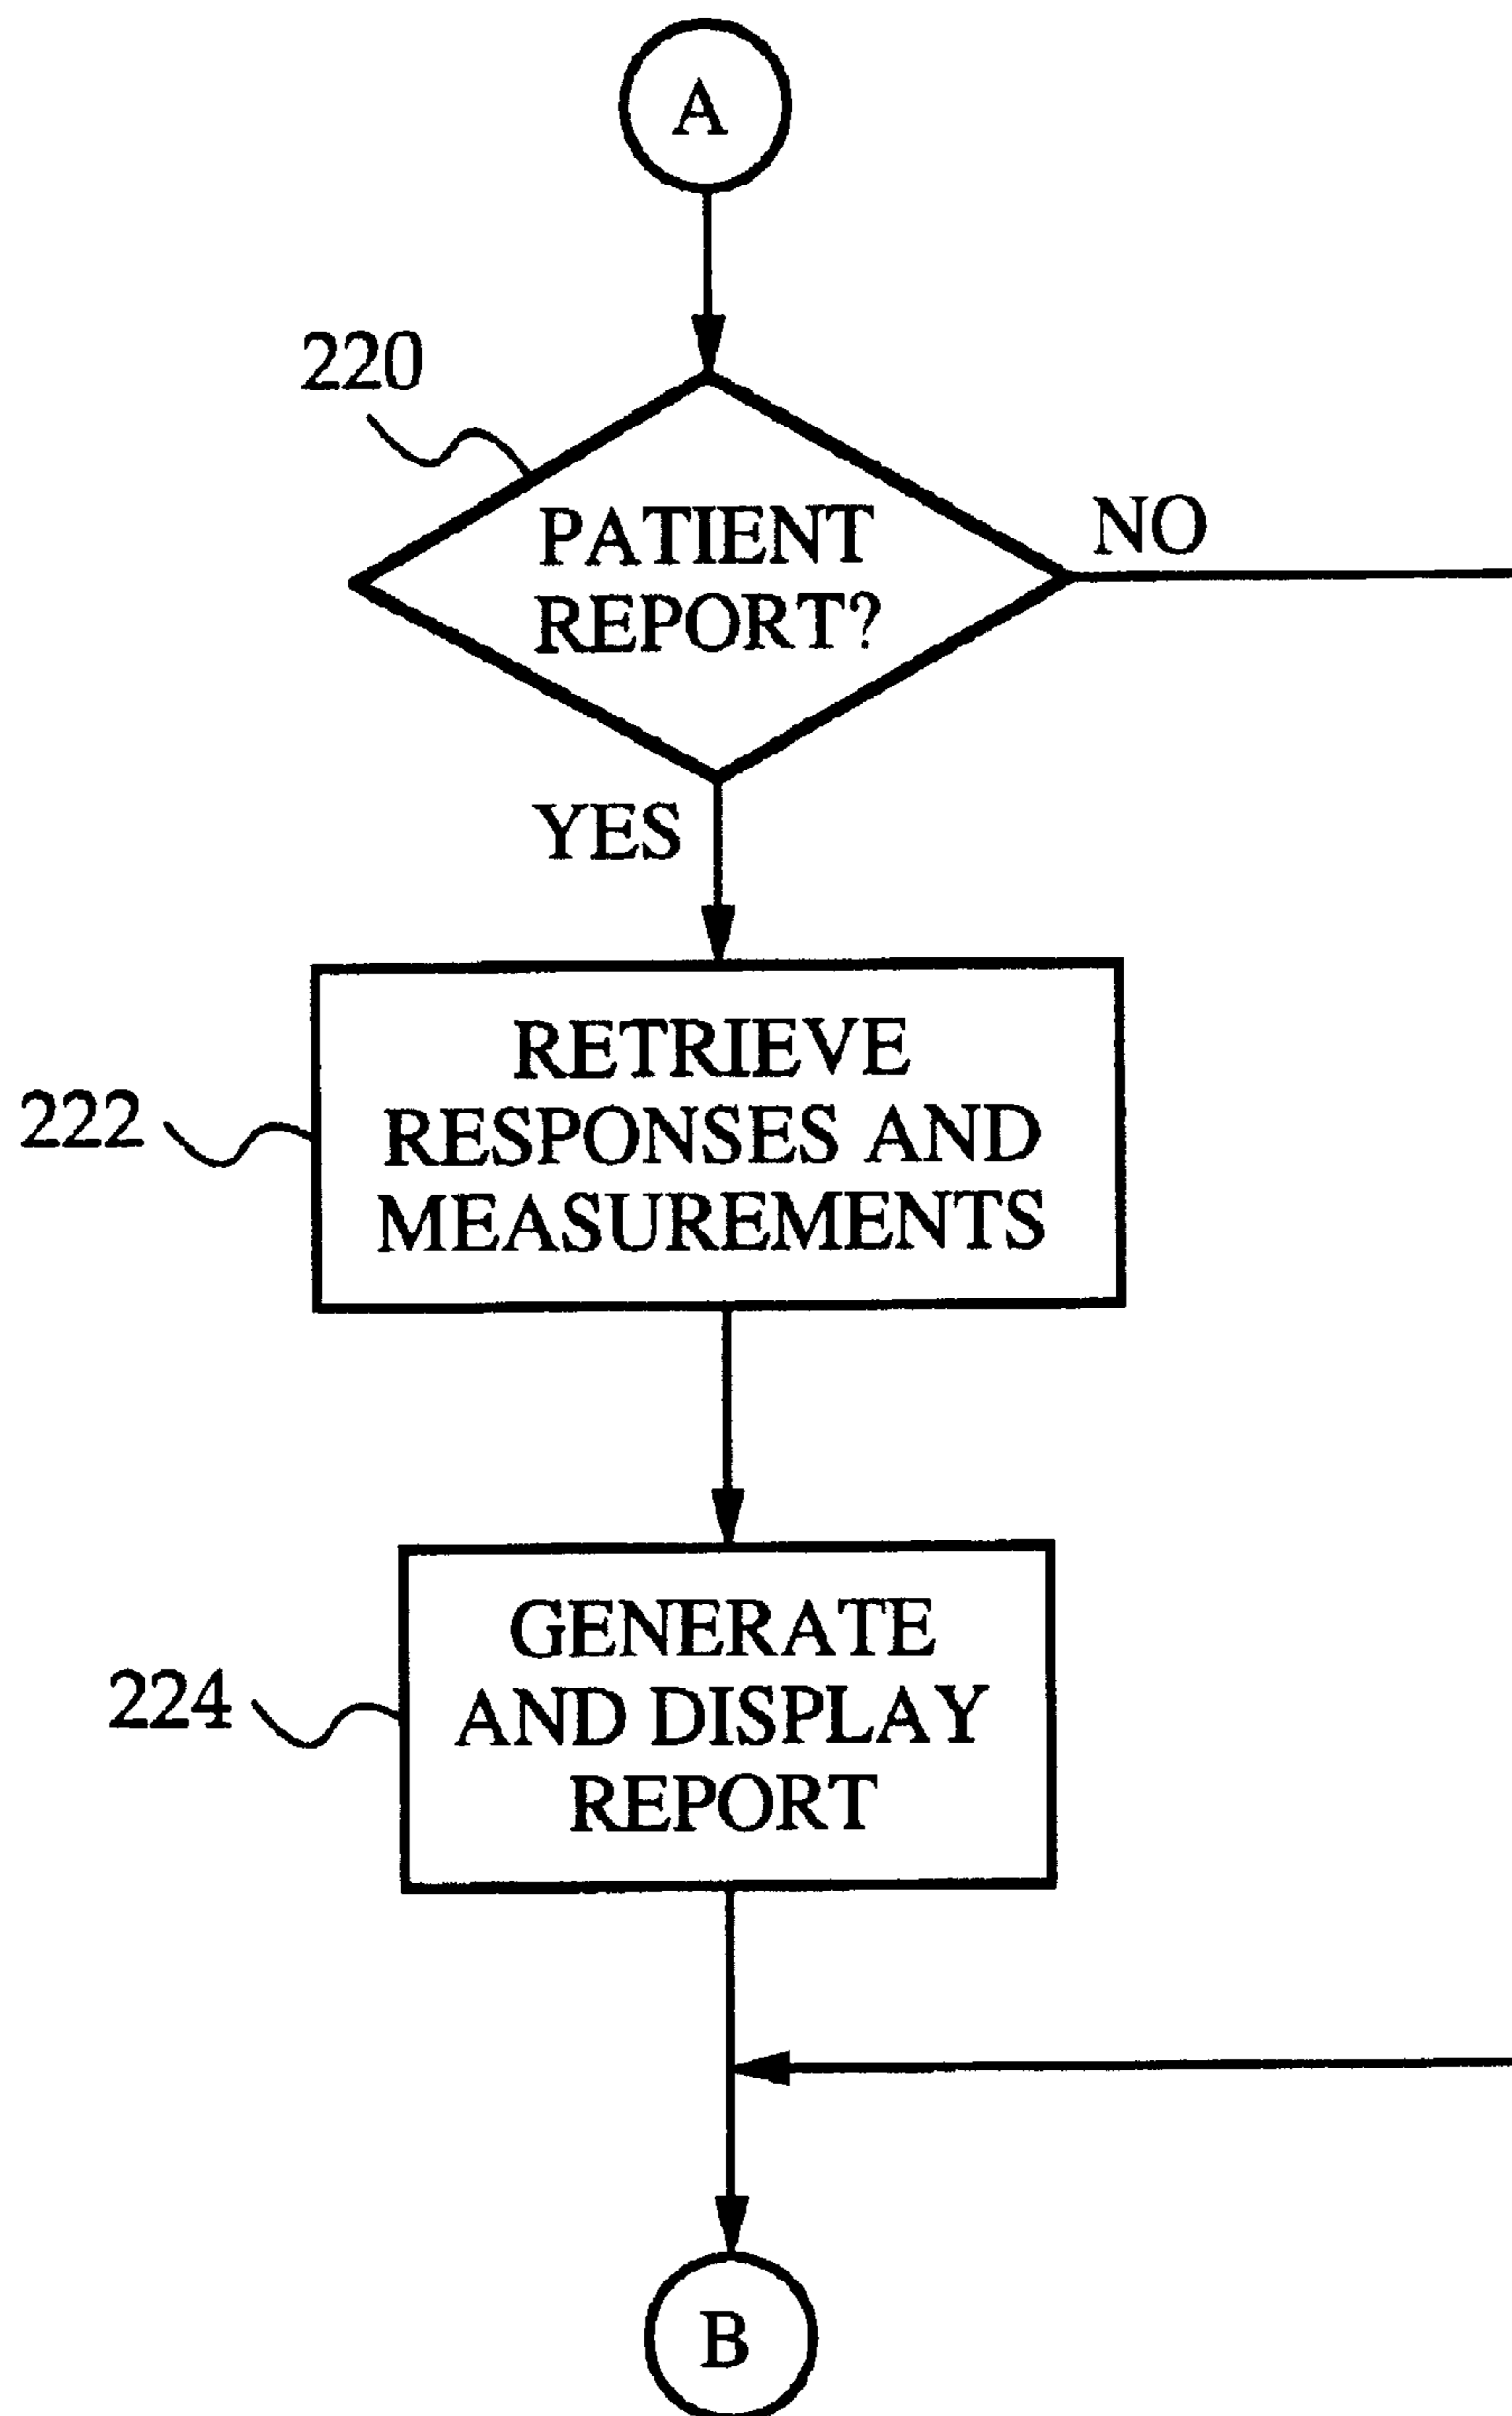 A
220
PATIENT
REPORT?
NO
YES
RETRIEVE
RESPONSES AND
MEASUREMENTS
222
GENERATE
AND DISPLAY
REPORT
224
B